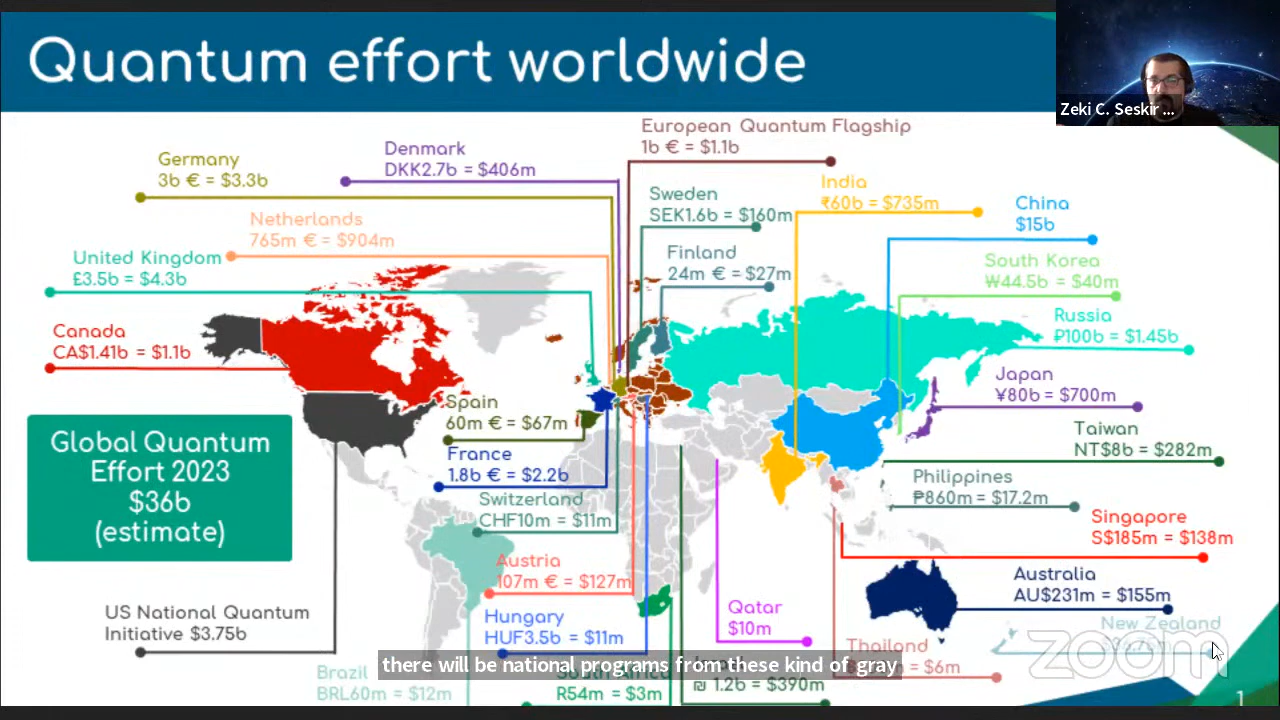 Quantum effort worldwide
Zeki C. Seskir ...
European Quantum Flagship
1b € = $1.1b
Denmark
DKK2.7b = $406m
Germany
3b € = $3.3b
India
₹60b = $735m
Sweden
SEK1.6b = $160m
China
$15b
Netherlands
765m € = $904m
Finland
24m € = $27m
United Kingdom
£3.5b = $4.3b
South Korea
₩44.5b = $40m
Russia
₽100b = $1.45b
Canada
CA$1.41b = $1.1b
Japan
¥80b = $700m
Spain
60m € = $67m
Taiwan
NT$8b = $282m
Global Quantum
Effort 2023
$36b
(estimate)
France
1.8b € = $2.2b
Philippines
₱860m = $17.2m
Switzerland
CHF10m = $11m
Singapore
S$185m = $138m
Austria
107m € = $127m
Australia
AU$231m = $155m
US National Quantum
Initiative $3.75b
Hungary
HUF3.5b = $11m
Qatar
$10m
New Zealand
zoom
Thailand
= $6m
there will be national programs from these kind of gray
Brazil
BRL60m = $12m
R54m = $3m
₪ 1.2b = $390m
1